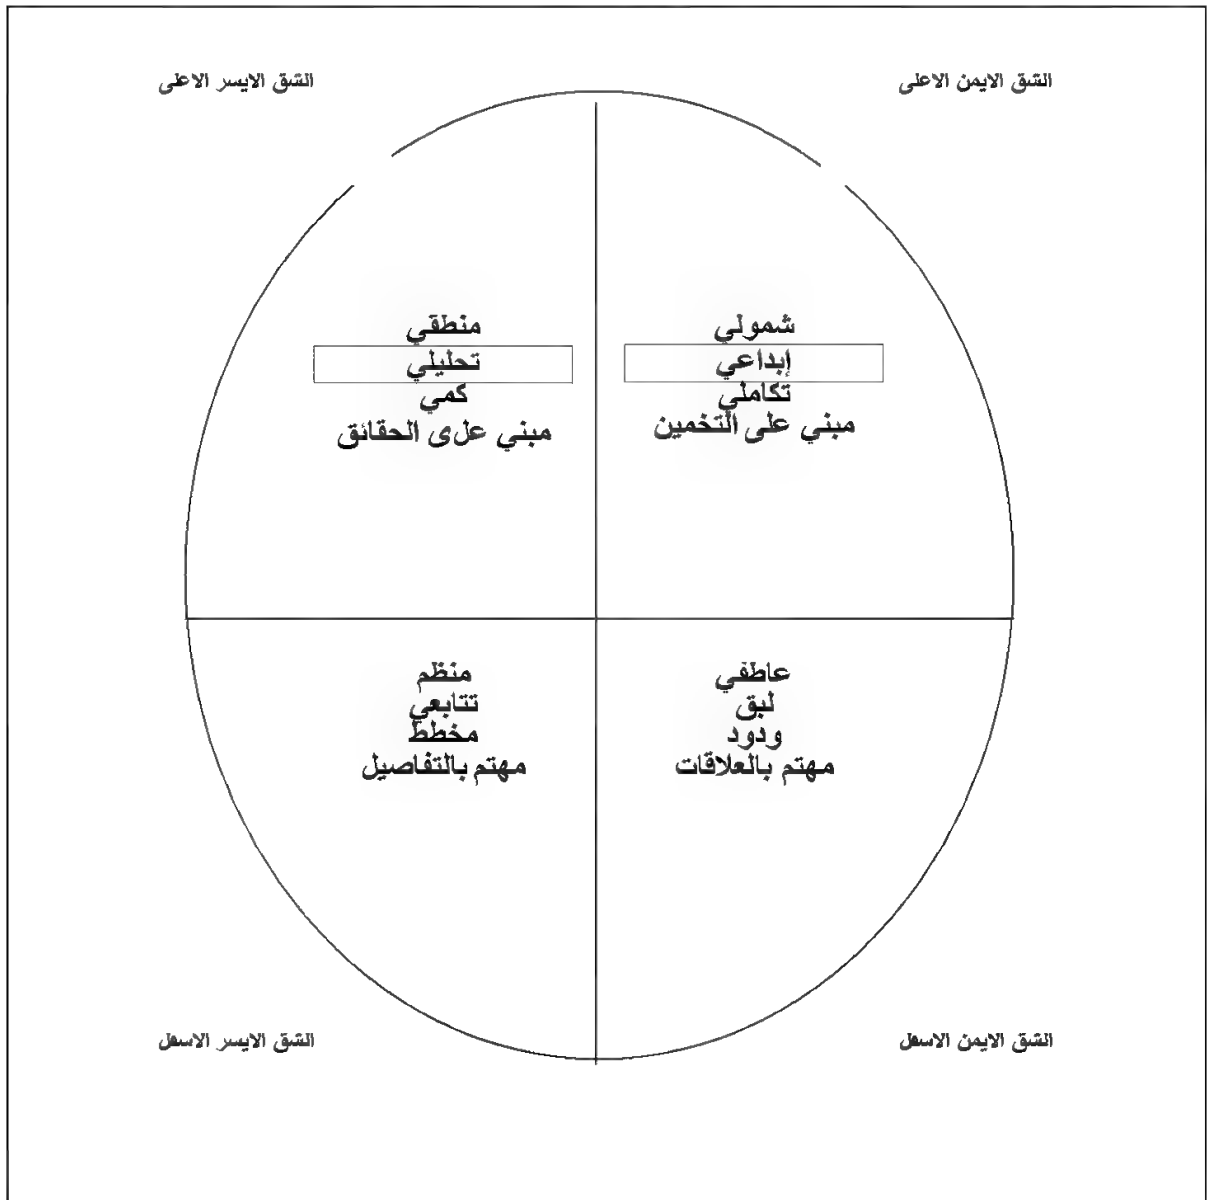 الشق الايمن الاعلى
الشق الايسر الاعلى
شمولي
إبداعي
تكاملي
مبني على التخمين
منطقي
تحليلي
كمي
مبني على الحقائق
عاطفي
لبق
ودود
مهتم بالعلاقات
منظم
تتابعي
مخطط
مهتم بالتفاصيل
الشق الايمن الاسفل
الشق الايسر الاسفل